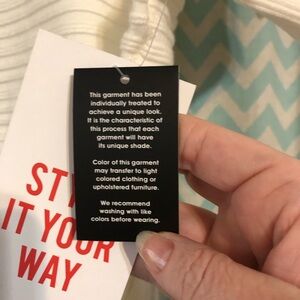 This garment has been
individually treated to
achieve a unique look.
It is the characteristic of
this process that each
garment will have
its unique shade.
Color of this garment
may transfer to light
colored clothing or
upholstered furniture.
We recommend
washing with like
colors before wearing.
IT YOUR
WAY